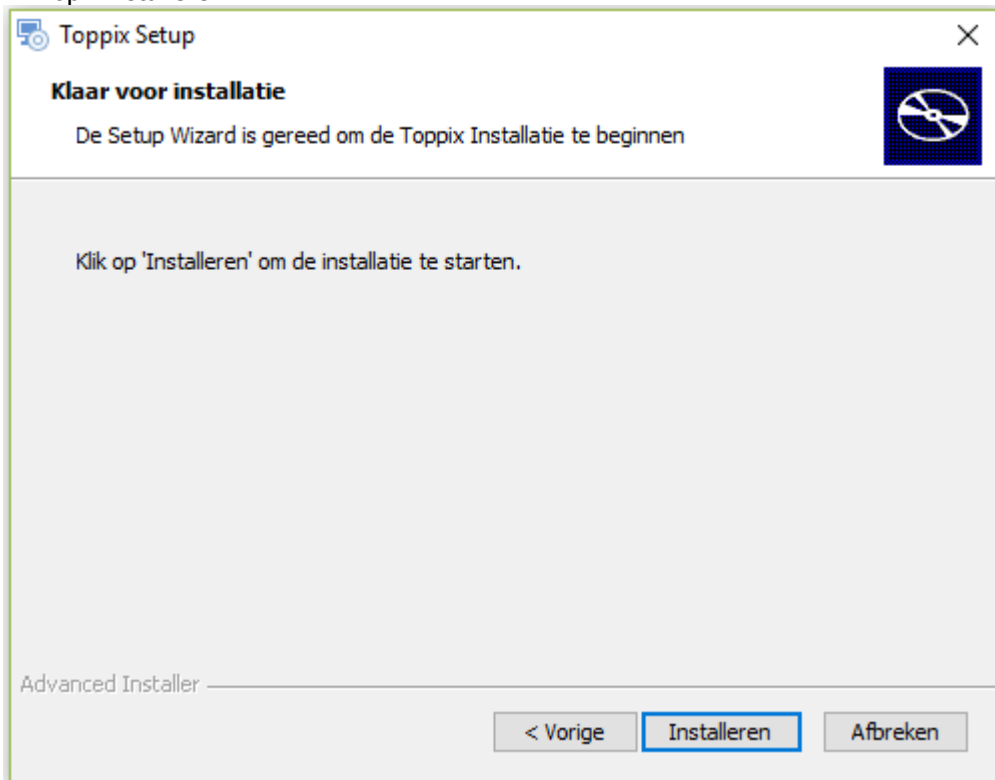 Toppix Setup
Klaar voor installatie
De Setup Wizard is gereed om de Toppix Installatie te beginnen
Klik op 'Installeren' om de installatie te starten.
Advanced Installer
< Vorige Installeren Afbreken